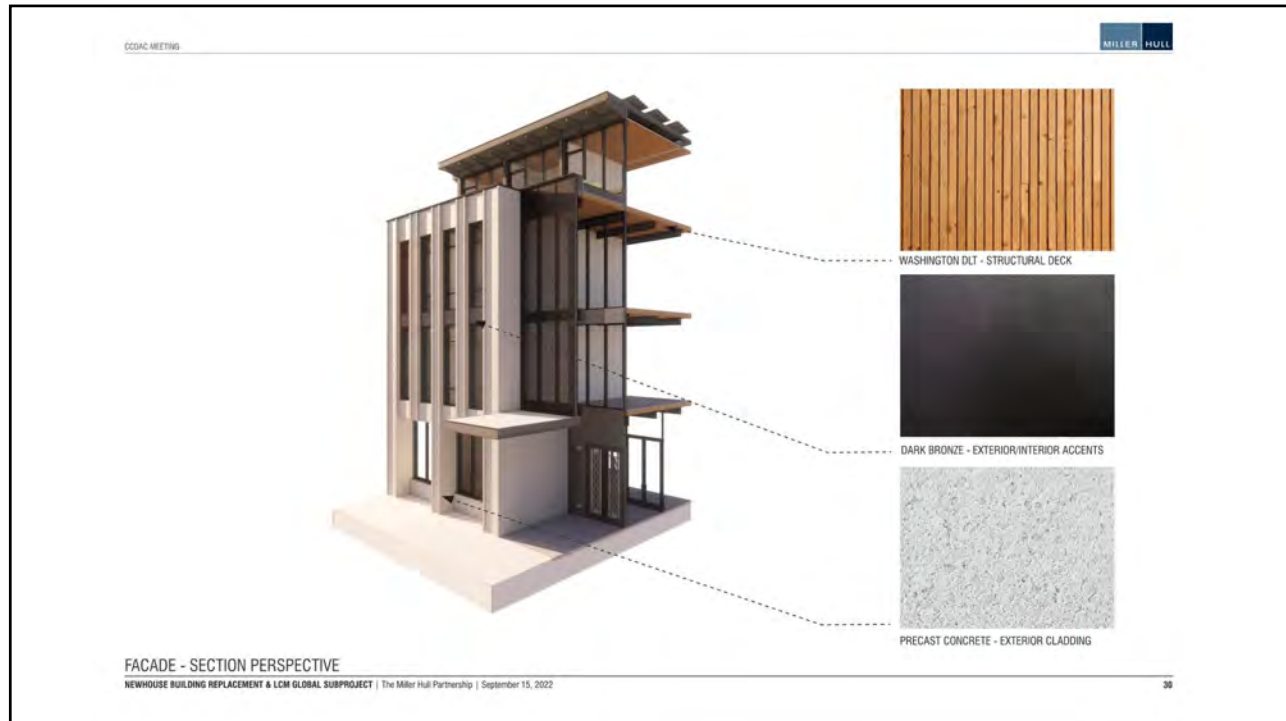 CCDAC MEETING
MILLER HULL
WASHINGTON DLT - STRUCTURAL DECK
DARK BRONZE - EXTERIOR/INTERIOR ACCENTS
PRECAST CONCRETE - EXTERIOR CLADDING
FACADE - SECTION PERSPECTIVE
NEWHOUSE BUILDING REPLACEMENT & LCM GLOBAL SUBPROJECT | The Miller Hull Partnership | September 15, 2022
30